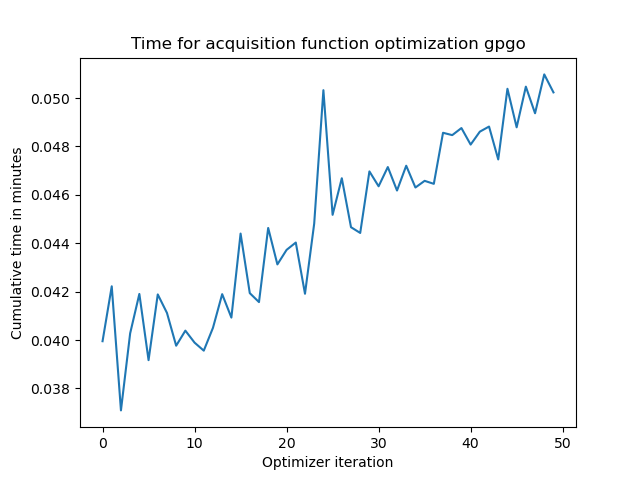 Time for acquisition function optimization gpgo
Cumulative time in minutes
0.050
0.048
0.046
0.044
0.042
0.040
0.038
0 10 20 30 40 50
Optimizer iteration